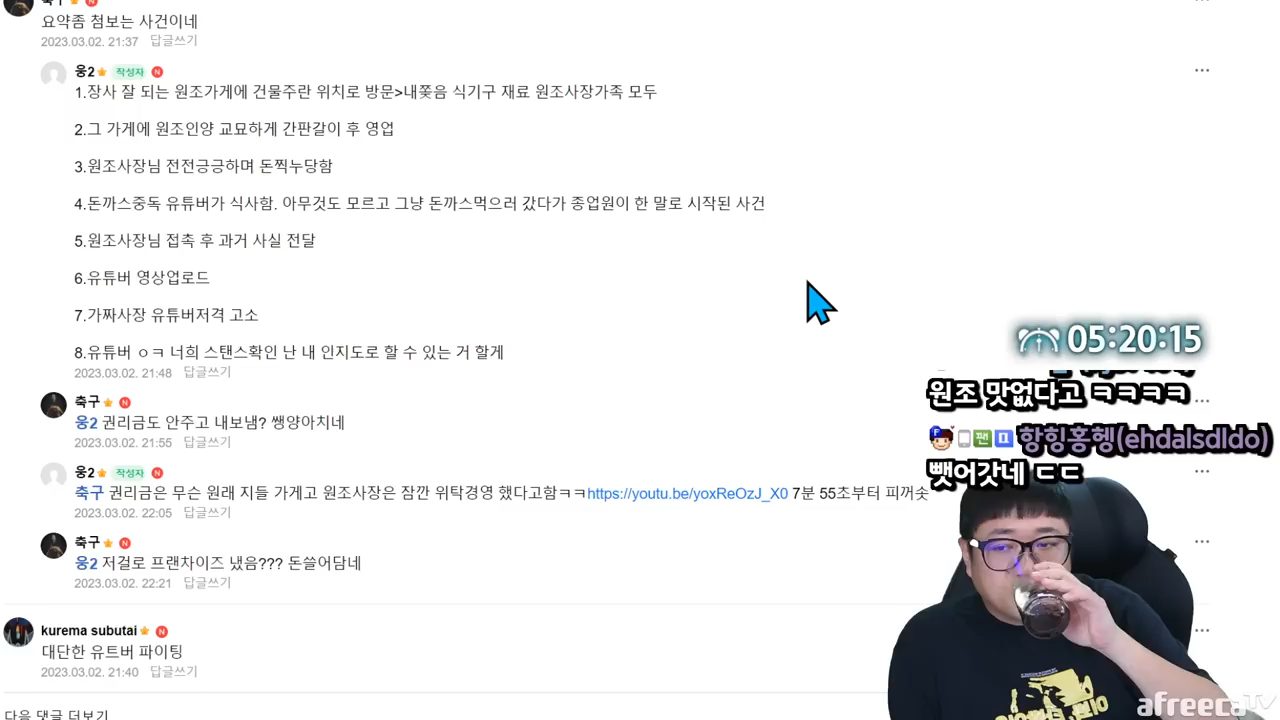 축구
요약좀 첨보는 사건이네
2023.03.02. 21:37 답글쓰기
웅2 작성자 N
1.장사 잘 되는 원조가게에 건물주란 위치로 방문>내쫒음 식기구 재료 원조사장가족 모두
2.그 가게에 원조인양 교묘하게 간판갈이 후 영업
3.원조사장님 전전긍긍하며 돈찍누당함
4.돈까스중독 유튜버가 식사함. 아무것도 모르고 그냥 돈까스먹으러 갔다가 종업원이 한 말로 시작된 사건
5.원조사장님 접촉 후 과거 사실 전달
6.유튜버 영상업로드
7.가짜사장 유튜버저격 고소
8.유튜버 ㅇㅋ 너희 스탠스확인 난 내 인지도로 할 수 있는 거 할게
2023.03.02. 21:48 답글쓰기
축구 N
웅2 권리금도 안주고 내보냄? 쌩양아치네
2023.03.02. 21:55 답글쓰기
웅2 작성자 N
축구 권리금은 무슨 원래 지들 가게고 원조사장은 잠깐 위탁경영 했다고함ㅋㅋhttps://youtu.be/yoxReOzJ_X0 7분 55초부터 피꺼솟
2023.03.02. 22:05 답글쓰기
축구 N
웅2 저걸로 프랜차이즈 냈음??? 돈쓸어담네
2023.03.02. 22:21 답글쓰기
kurema subutai N
대단한 유트버 파이팅
2023.03.02. 21:40 답글쓰기
다음 댓글 더보기
05:20:15
원조 맛없다고 ㅋㅋㅋㅋ
F 팬 항힝홍헹(ehdalsdldo)
뺏어갓네 ㄷㄷ
afreecaTV